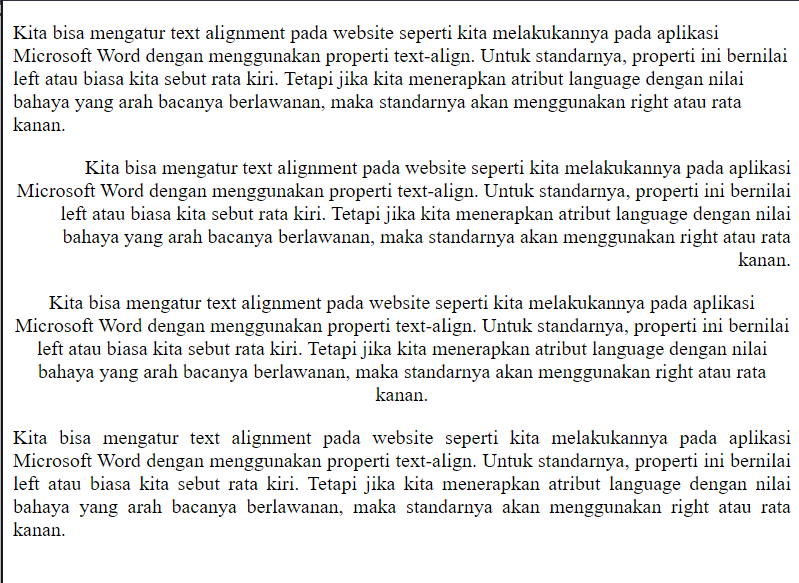 Kita bisa mengatur text alignment pada website seperti kita melakukannya pada aplikasi
Microsoft Word dengan menggunakan properti text-align. Untuk standarnya, properti ini bernilai
left atau biasa kita sebut rata kiri. Tetapi jika kita menerapkan atribut language dengan nilai
bahaya yang arah bacanya berlawanan, maka standarnya akan menggunakan right atau rata
kanan.
Kita bisa mengatur text alignment pada website seperti kita melakukannya pada aplikasi
Microsoft Word dengan menggunakan properti text-align. Untuk standarnya, properti ini bernilai
left atau biasa kita sebut rata kiri. Tetapi jika kita menerapkan atribut language dengan nilai
bahaya yang arah bacanya berlawanan, maka standarnya akan menggunakan right atau rata
kanan.
Kita bisa mengatur text alignment pada website seperti kita melakukannya pada aplikasi
Microsoft Word dengan menggunakan properti text-align. Untuk standarnya, properti ini bernilai
left atau biasa kita sebut rata kiri. Tetapi jika kita menerapkan atribut language dengan nilai
bahaya yang arah bacanya berlawanan, maka standarnya akan menggunakan right atau rata
kanan.
Kita bisa mengatur text alignment pada website seperti kita melakukannya pada aplikasi
Microsoft Word dengan menggunakan properti text-align. Untuk standarnya, properti ini bernilai
left atau biasa kita sebut rata kiri. Tetapi jika kita menerapkan atribut language dengan nilai
bahaya yang arah bacanya berlawanan, maka standarnya akan menggunakan right atau rata
kanan.